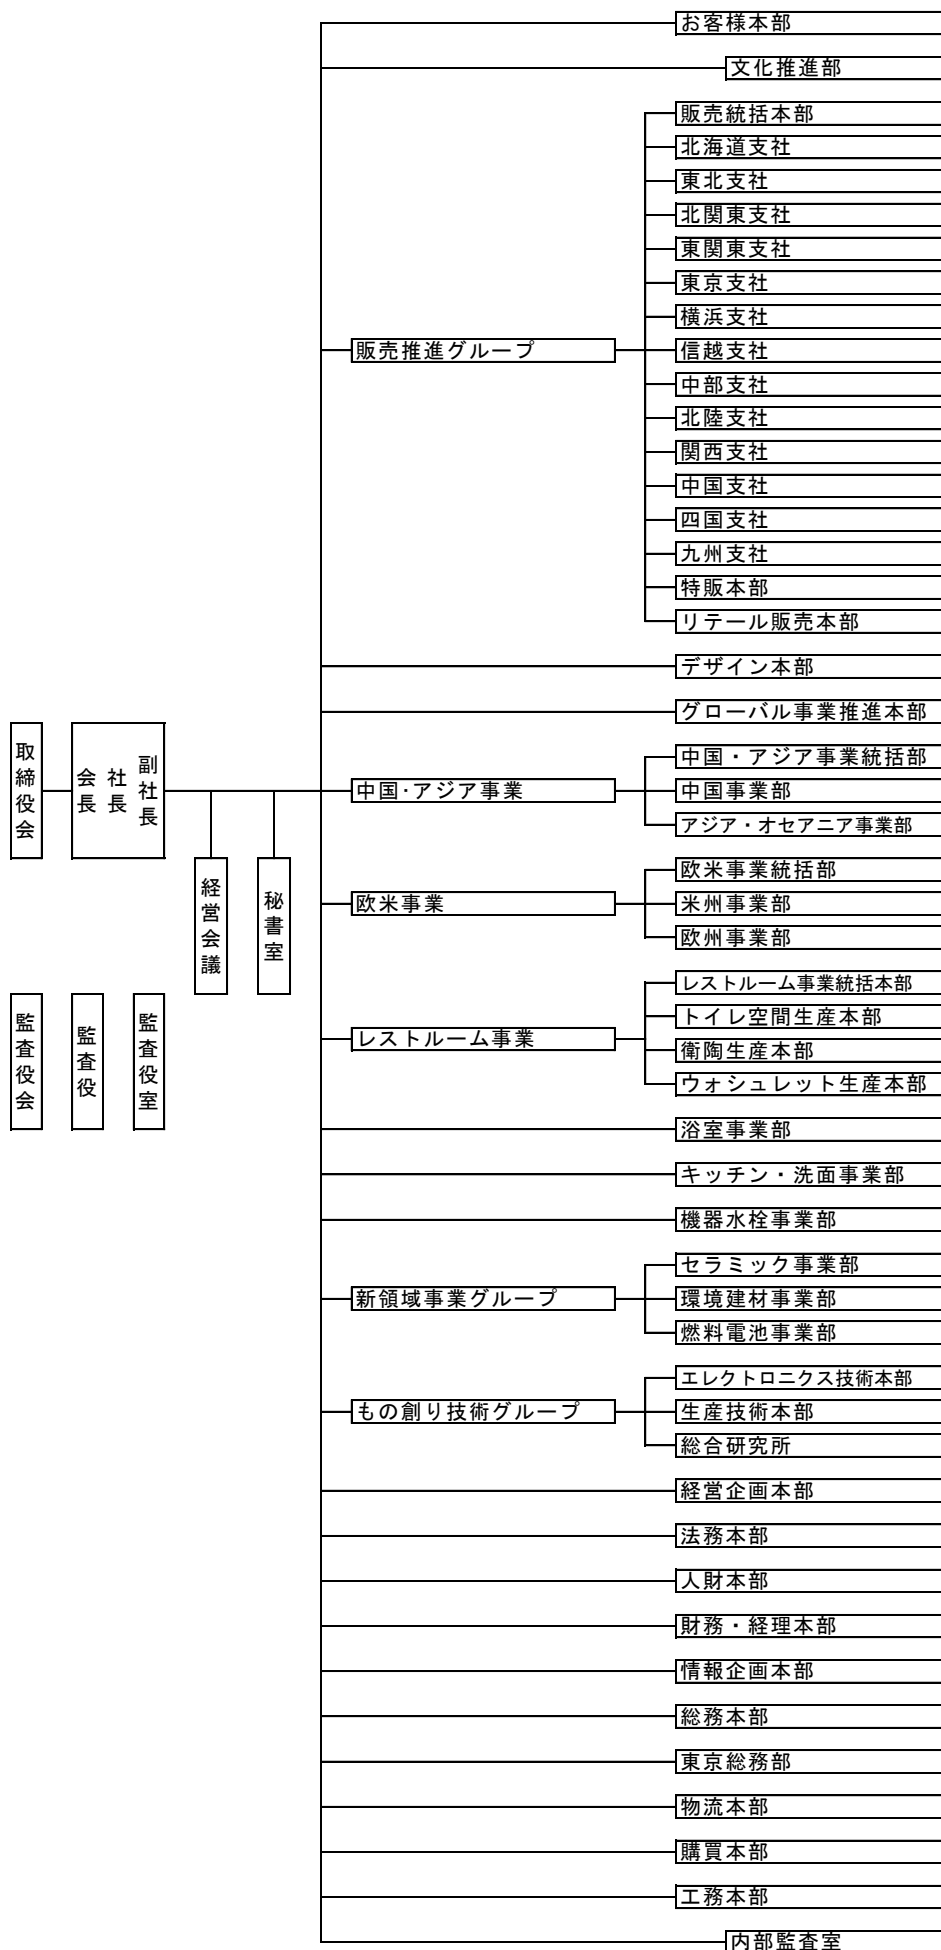 お客様本部
文化推進部
販売統括本部
北海道支社
東北支社
北関東支社
東関東支社
東京支社
横浜支社
販売推進グループ
信越支社
中部支社
北陸支社
関西支社
中国支社
四国支社
九州支社
特販本部
リテール販売本部
デザイン本部
グローバル事業推進本部
取締役会
会長
社長
副社長
経営会議
秘書室
中国・アジア事業統括部
中国･アジア事業
中国事業部
アジア・オセアニア事業部
欧米事業統括部
欧米事業
米州事業部
欧州事業部
監査役会
監査役
監査役室
レストルーム事業統括本部
トイレ空間生産本部
レストルーム事業
衛陶生産本部
ウォシュレット生産本部
浴室事業部
キッチン・洗面事業部
機器水栓事業部
セラミック事業部
新領域事業グループ
環境建材事業部
燃料電池事業部
エレクトロニクス技術本部
もの創り技術グループ
生産技術本部
総合研究所
経営企画本部
法務本部
人財本部
財務・経理本部
情報企画本部
総務本部
東京総務部
物流本部
購買本部
工務本部
内部監査室